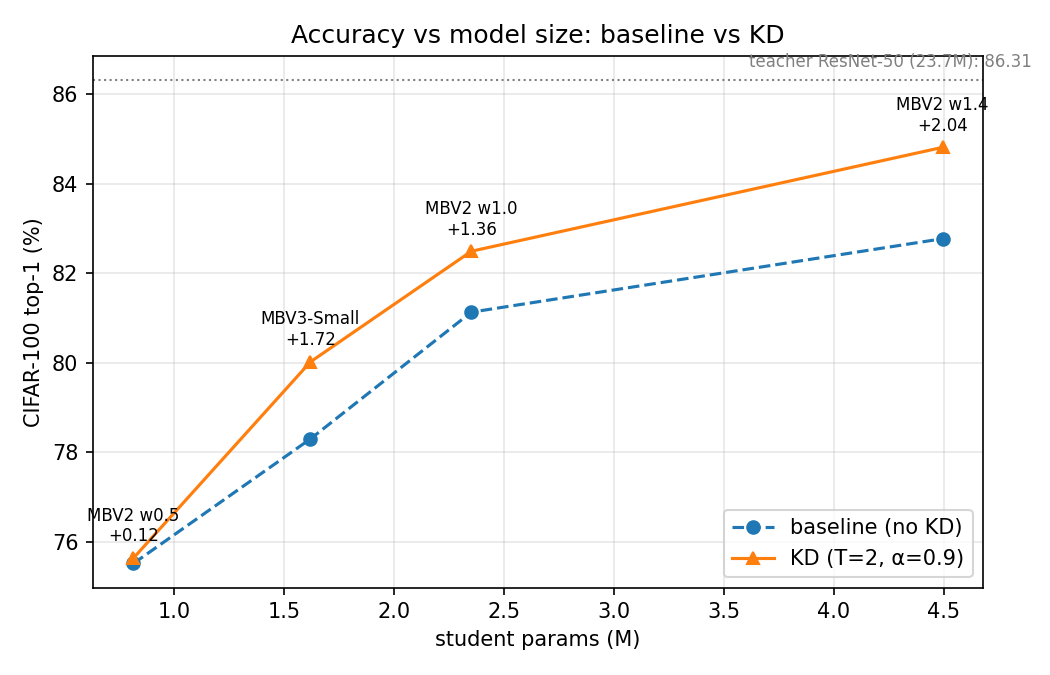 Accuracy vs model size: baseline vs KD
teacher ResNet-50 (23.7M): 86.31
CIFAR-100 top-1 (%)
86
84
82
80
78
76
MBV2 w1.4
+2.04
MBV2 w1.0
+1.36
MBV3-Small
+1.72
MBV2 w0.5
+0.12
baseline (no KD)
KD (T=2, α=0.9)
1.0 1.5 2.0 2.5 3.0 3.5 4.0 4.5
student params (M)